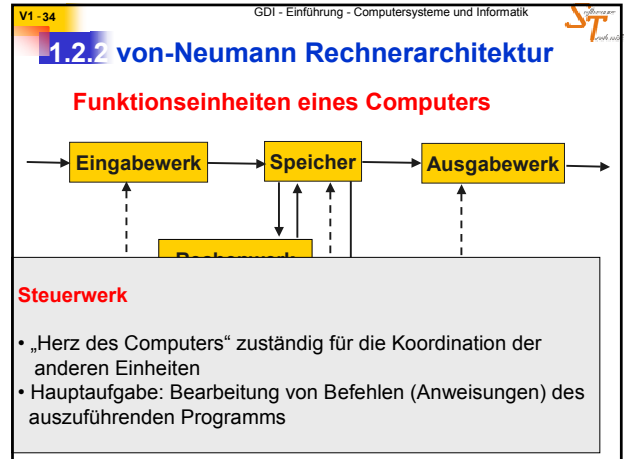 V1 - 34
GDI - Einführung - Computersysteme und Informatik
1.2.2 von-Neumann Rechnerarchitektur
Funktionseinheiten eines Computers
Eingabewerk
Speicher
Ausgabewerk
Rechenwerk
Steuerwerk
• „Herz des Computers“ zuständig für die Koordination der
anderen Einheiten
• Hauptaufgabe: Bearbeitung von Befehlen (Anweisungen) des
auszuführenden Programms